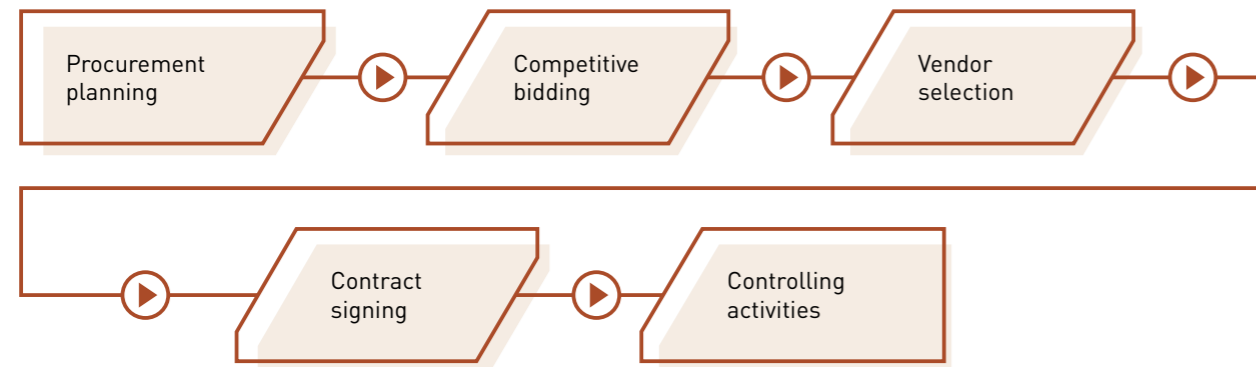 Procurement
planning
Competitive
bidding
Vendor
selection
Contract
signing
Controlling
activities